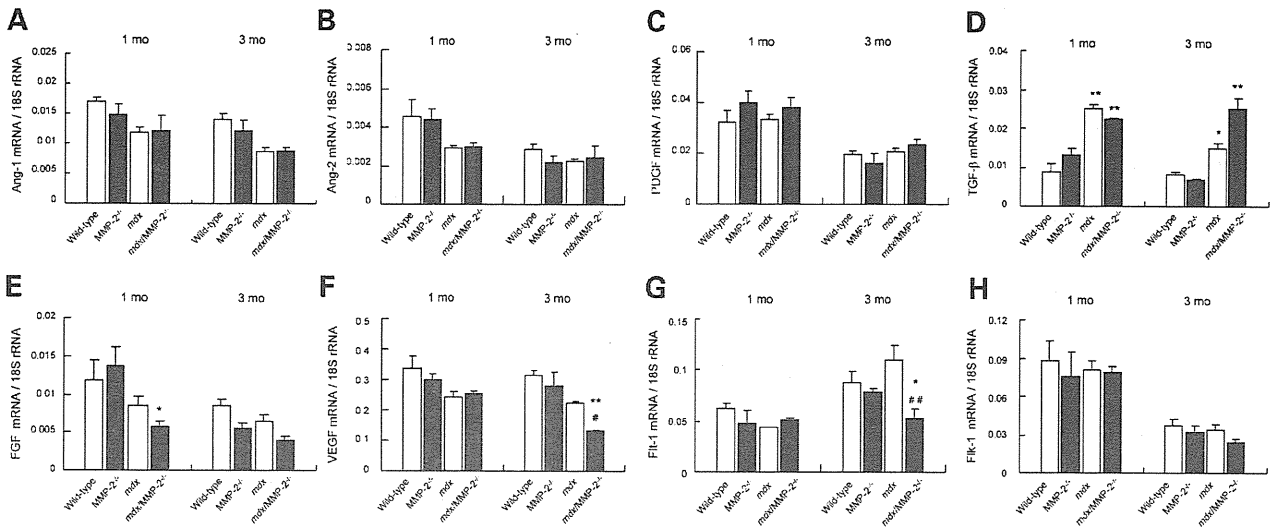 A
1 mo
3 mo
Ang-1 mRNA / 18S rRNA
0.025
0.02
0.015
0.01
0.005
0
Wild-type
MMP-2-/-
mdx
mdx/MMP-2-/-
Wild-type
MMP-2-/-
mdx
mdx/MMP-2-/-
B
1 mo
3 mo
Ang-2 mRNA / 18S rRNA
0.008
0.006
0.004
0.002
0
Wild-type
MMP-2-/-
mdx
mdx/MMP-2-/-
Wild-type
MMP-2-/-
mdx
mdx/MMP-2-/-
C
1 mo
3 mo
PDGF mRNA / 18S rRNA
0.06
0.04
0.02
0
Wild-type
MMP-2-/-
mdx
mdx/MMP-2-/-
Wild-type
MMP-2-/-
mdx
mdx/MMP-2-/-
D
1 mo
3 mo
TGF-β mRNA / 18S rRNA
0.04
0.03
0.02
0.01
0
**
**
*
**
Wild-type
MMP-2-/-
mdx
mdx/MMP-2-/-
Wild-type
MMP-2-/-
mdx
mdx/MMP-2-/-
E
1 mo
3 mo
FGF mRNA / 18S rRNA
0.02
0.015
0.01
0.005
0
*
Wild-type
MMP-2-/-
mdx
mdx/MMP-2-/-
Wild-type
MMP-2-/-
mdx
mdx/MMP-2-/-
F
1 mo
3 mo
VEGF mRNA / 18S rRNA
0.5
0.4
0.3
0.2
0.1
0
**
#
Wild-type
MMP-2-/-
mdx
mdx/MMP-2-/-
Wild-type
MMP-2-/-
mdx
mdx/MMP-2-/-
G
1 mo
3 mo
Flt-1 mRNA / 18S rRNA
0.15
0.1
0.05
0
*
##
Wild-type
MMP-2-/-
mdx
mdx/MMP-2-/-
Wild-type
MMP-2-/-
mdx
mdx/MMP-2-/-
H
1 mo
3 mo
Flk-1 mRNA / 18S rRNA
0.12
0.09
0.06
0.03
0
Wild-type
MMP-2-/-
mdx
mdx/MMP-2-/-
Wild-type
MMP-2-/-
mdx
mdx/MMP-2-/-